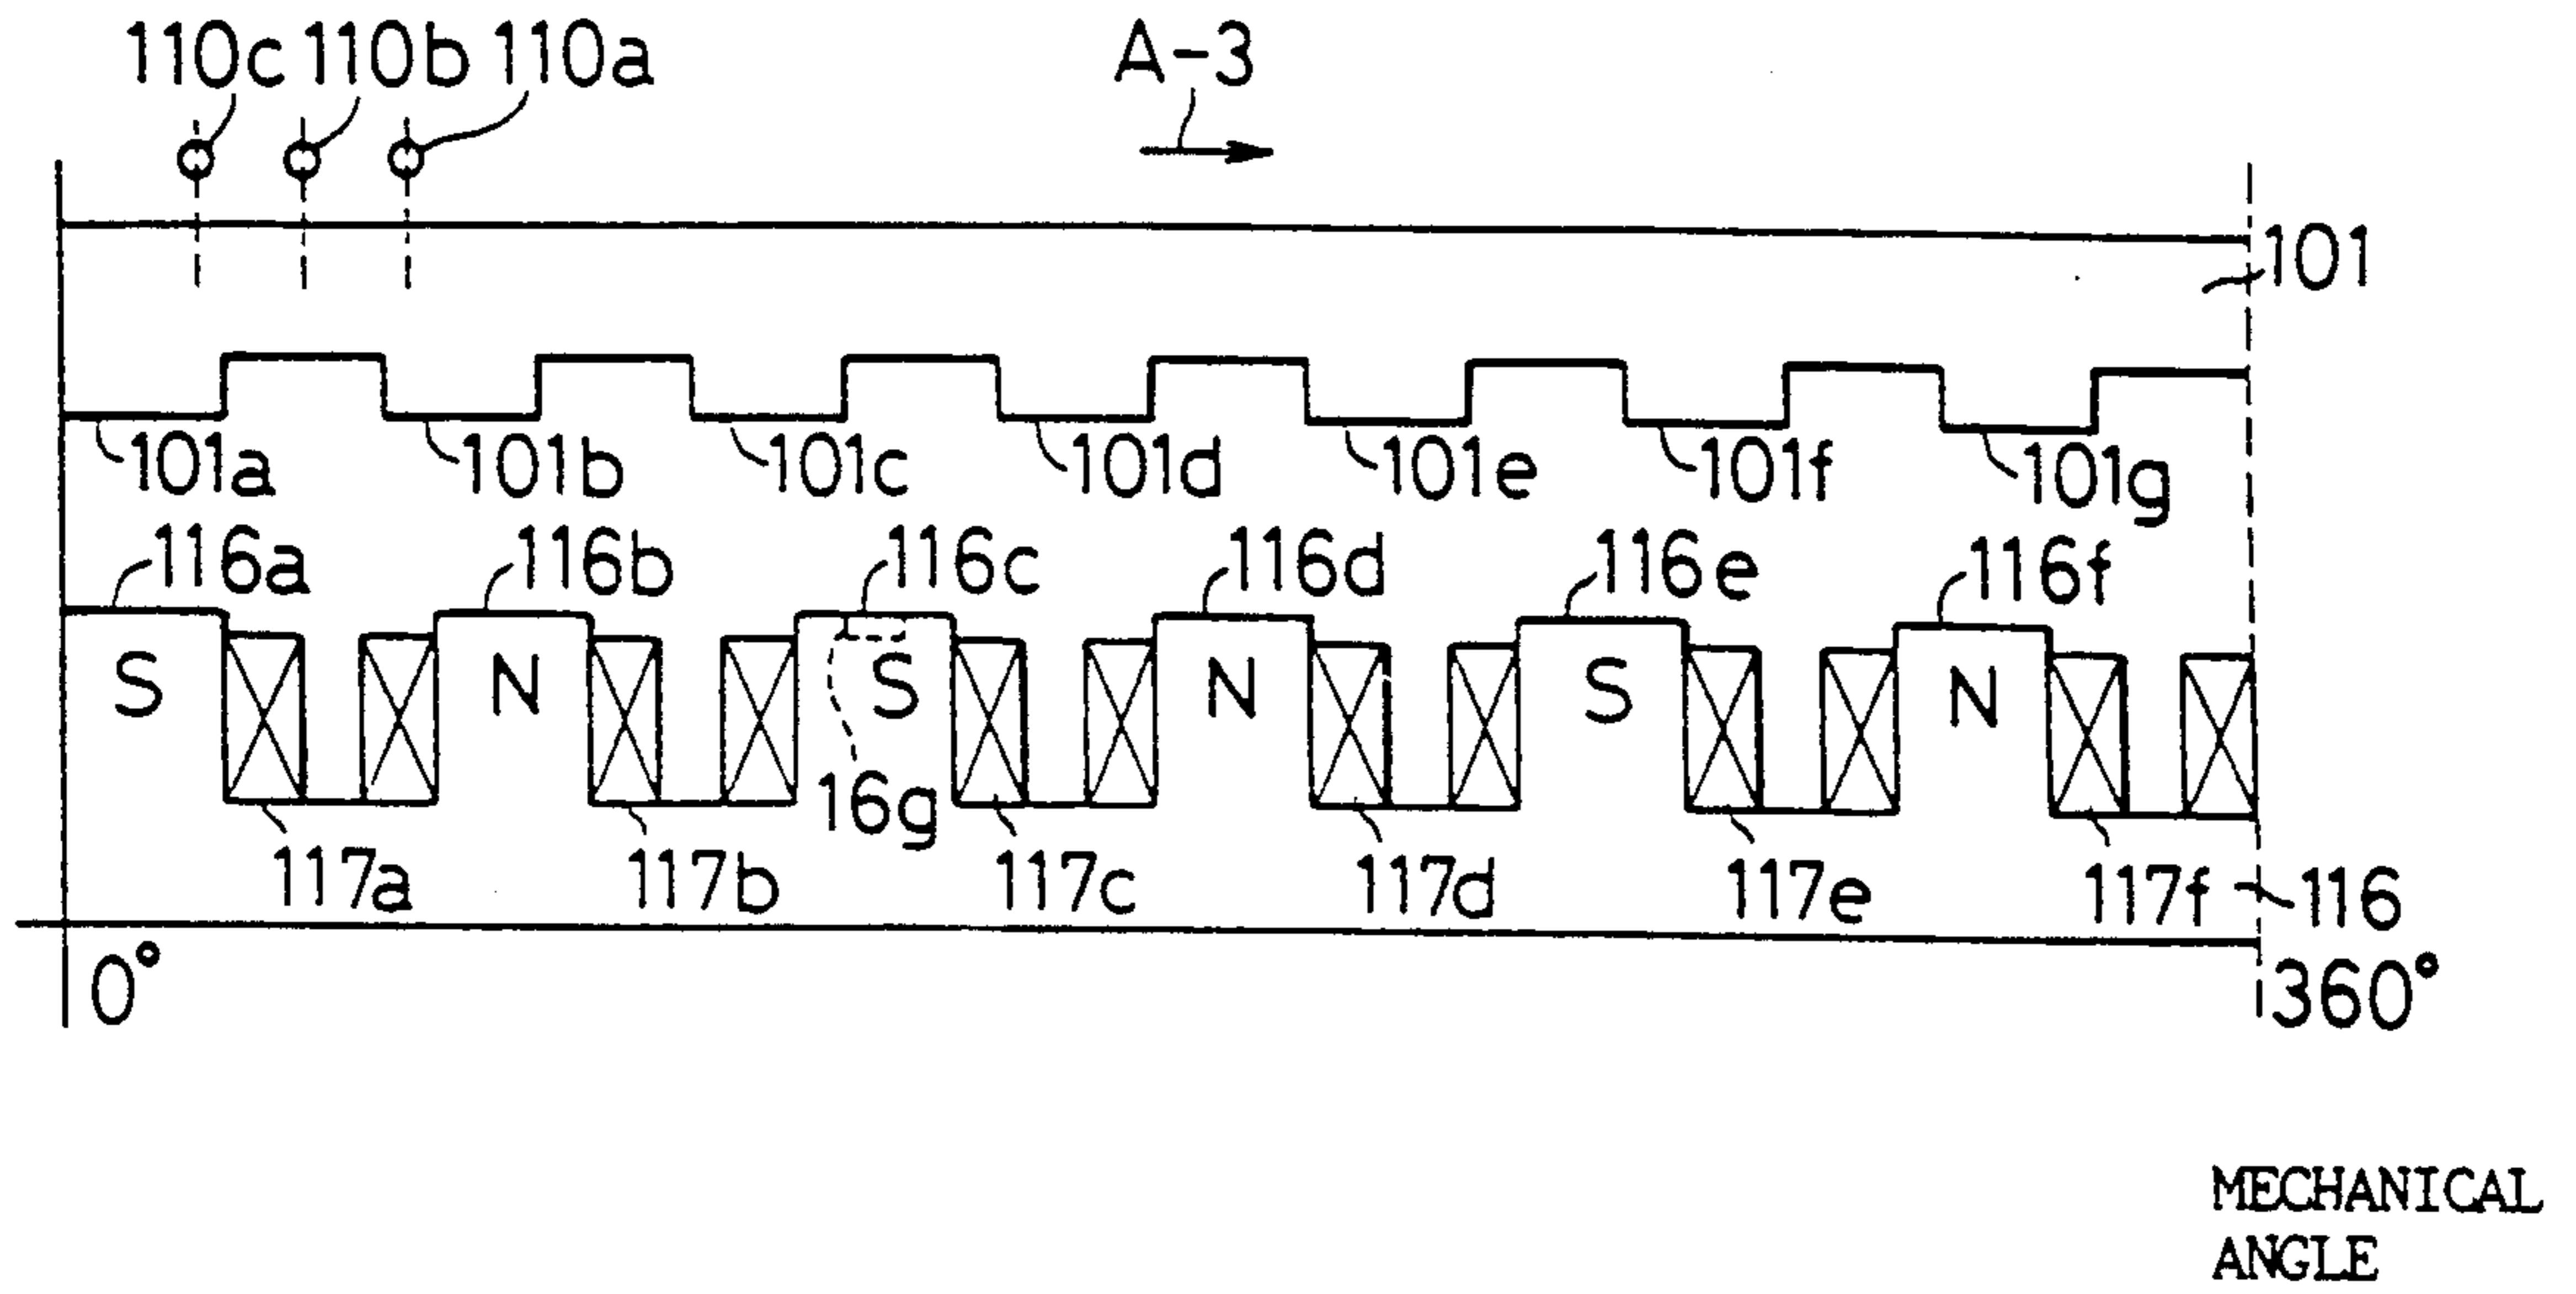 110c 110b 110a A-3
101
101a 101b 101c 101d 101e 101f 101g
116a 116b 116c 116d 116e 116f
S N S N S N
16g
117a 117b 117c 117d 117e 117f 116
0° 360°
MECHANICAL
ANGLE